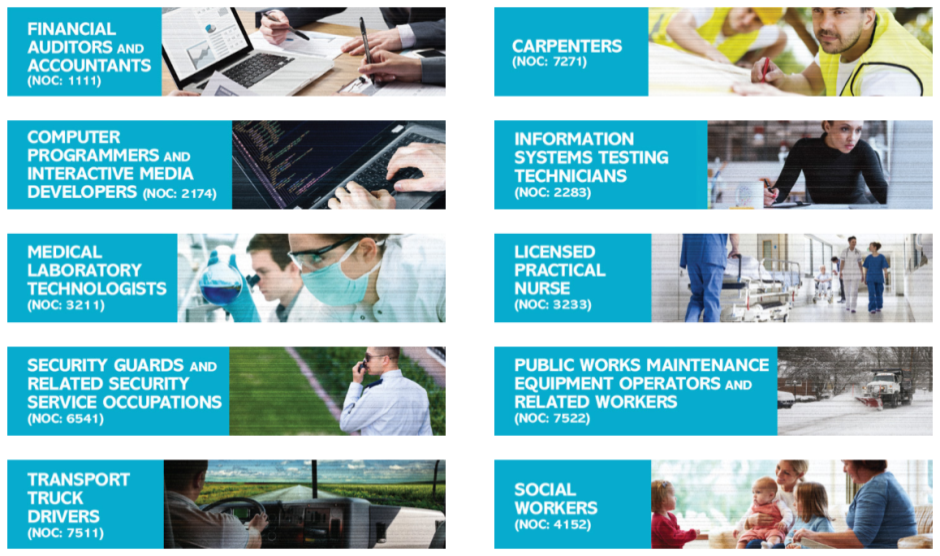 FINANCIAL
AUDITORS AND
ACCOUNTANTS
(NOC: 1111)
CARPENTERS
(NOC: 7271)
COMPUTER
PROGRAMMERS AND
INTERACTIVE MEDIA
DEVELOPERS (NOC: 2174)
INFORMATION
SYSTEMS TESTING
TECHNICIANS
(NOC: 2283)
MEDICAL
LABORATORY
TECHNOLOGISTS
(NOC: 3211)
LICENSED
PRACTICAL
NURSE
(NOC: 3233)
SECURITY GUARDS AND
RELATED SECURITY
SERVICE OCCUPATIONS
(NOC: 6541)
PUBLIC WORKS MAINTENANCE
EQUIPMENT OPERATORS AND
RELATED WORKERS
(NOC: 7522)
TRANSPORT
TRUCK
DRIVERS
(NOC: 7511)
SOCIAL
WORKERS
(NOC: 4152)